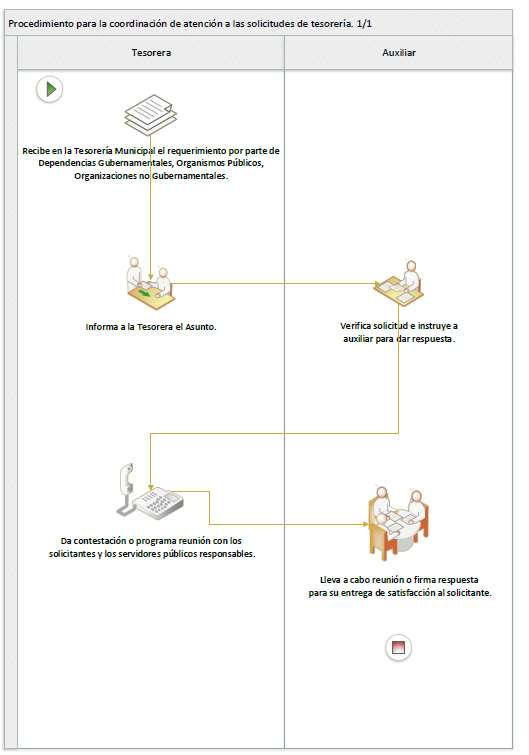 Procedimiento para la coordinación de atención a las solicitudes de tesorería. 1/1
Tesorera
Auxiliar
Recibe en la Tesorería Municipal el requerimiento por parte de
Dependencias Gubernamentales, Organismos Públicos,
Organizaciones no Gubernamentales.
Informa a la Tesorera el Asunto.
Verifica solicitud e instruye a
auxiliar para dar respuesta.
Da contestación o programa reunión con los
solicitantes y los servidores públicos responsables.
Lleva a cabo reunión o firma respuesta
para su entrega de satisfacción al solicitante.